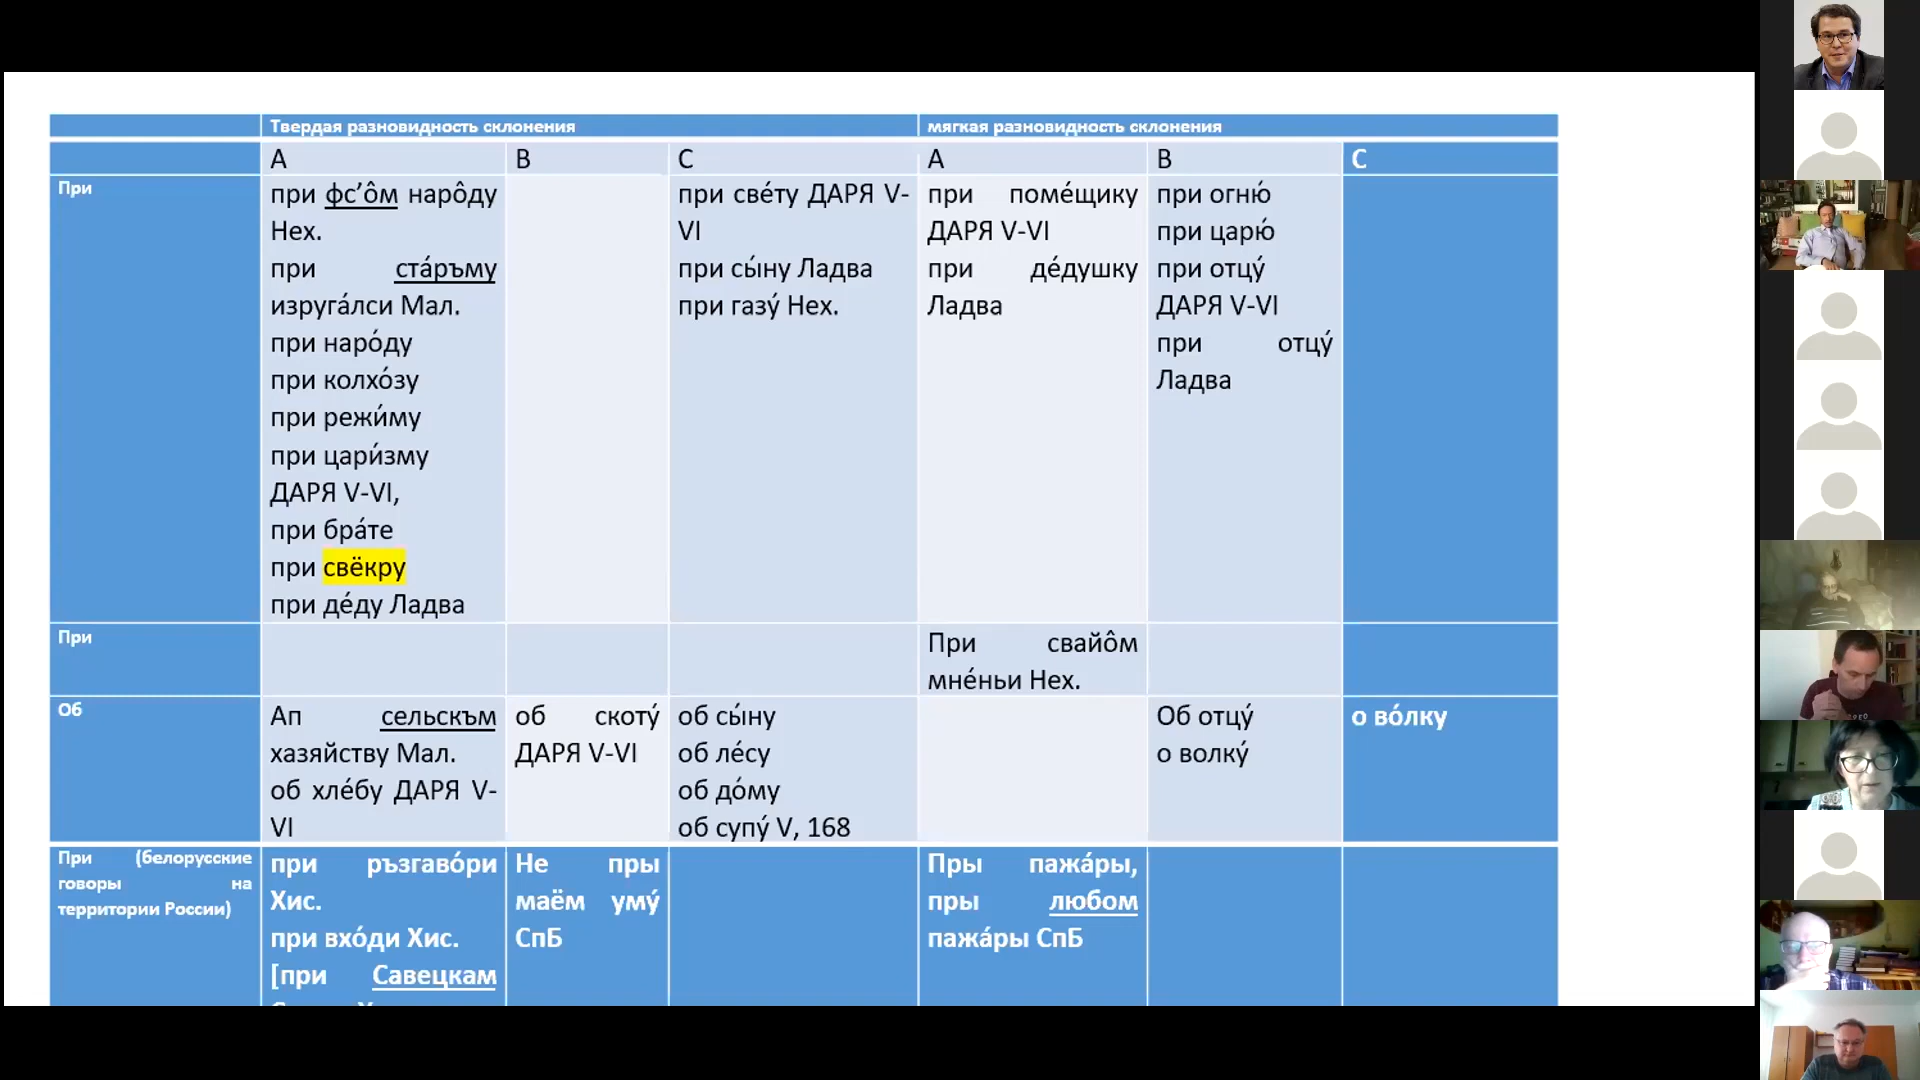 Твердая разновидность склонения
мягкая разновидность склонения
А
В
С
А
В
С
При
при фс’о̂м наро̂ду
Нех.
при ста́ръму
изруга́лси Мал.
при наро́ду
при колхо́зу
при режи́му
при цари́зму
ДАРЯ V-VI,
при бра́те
при свёкру
при де́ду Ладва
при све́ту ДАРЯ V-
VI
при сы́ну Ладва
при газу́ Нех.
при поме́щику
ДАРЯ V-VI
при де́душку
Ладва
при огню́
при царю́
при отцу́
ДАРЯ V-VI
при отцу́
Ладва
При
При свайо̂м
мне́ньи Нех.
Об
Ап сельскъм
хазяйству Мал.
об хле́бу ДАРЯ V-
VI
об скоту́
ДАРЯ V-VI
об сы́ну
об ле́су
об до́му
об супу́ V, 168
Об отцу́
о волку́
о во́лку
При (белорусские
говоры на
территории России)
при ръзгаво́ри
Хис.
при вхо́ди Хис.
[при Савецкам
Не пры
маём уму́
СпБ
Пры пажа́ры,
пры любом
пажа́ры СпБ